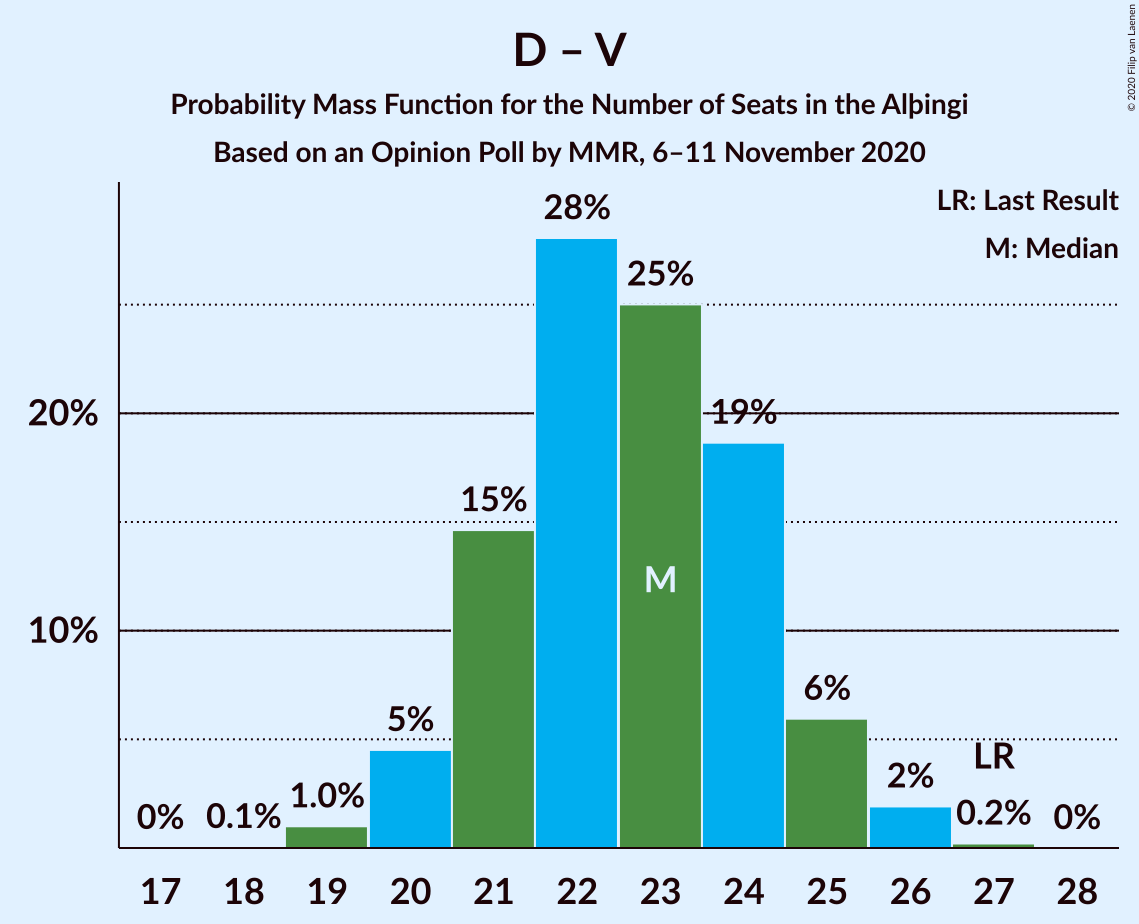 D – V
Probability Mass Function for the Number of Seats in the Alþingi
Based on an Opinion Poll by MMR, 6–11 November 2020
© 2020 Filip van Laenen
LR: Last Result
M: Median
28%
25%
20%
19%
15%
M
10%
6%
5%
LR
2%
1.0%
0.2%
0%
0.1%
0%
17 18 19 20 21 22 23 24 25 26 27 28